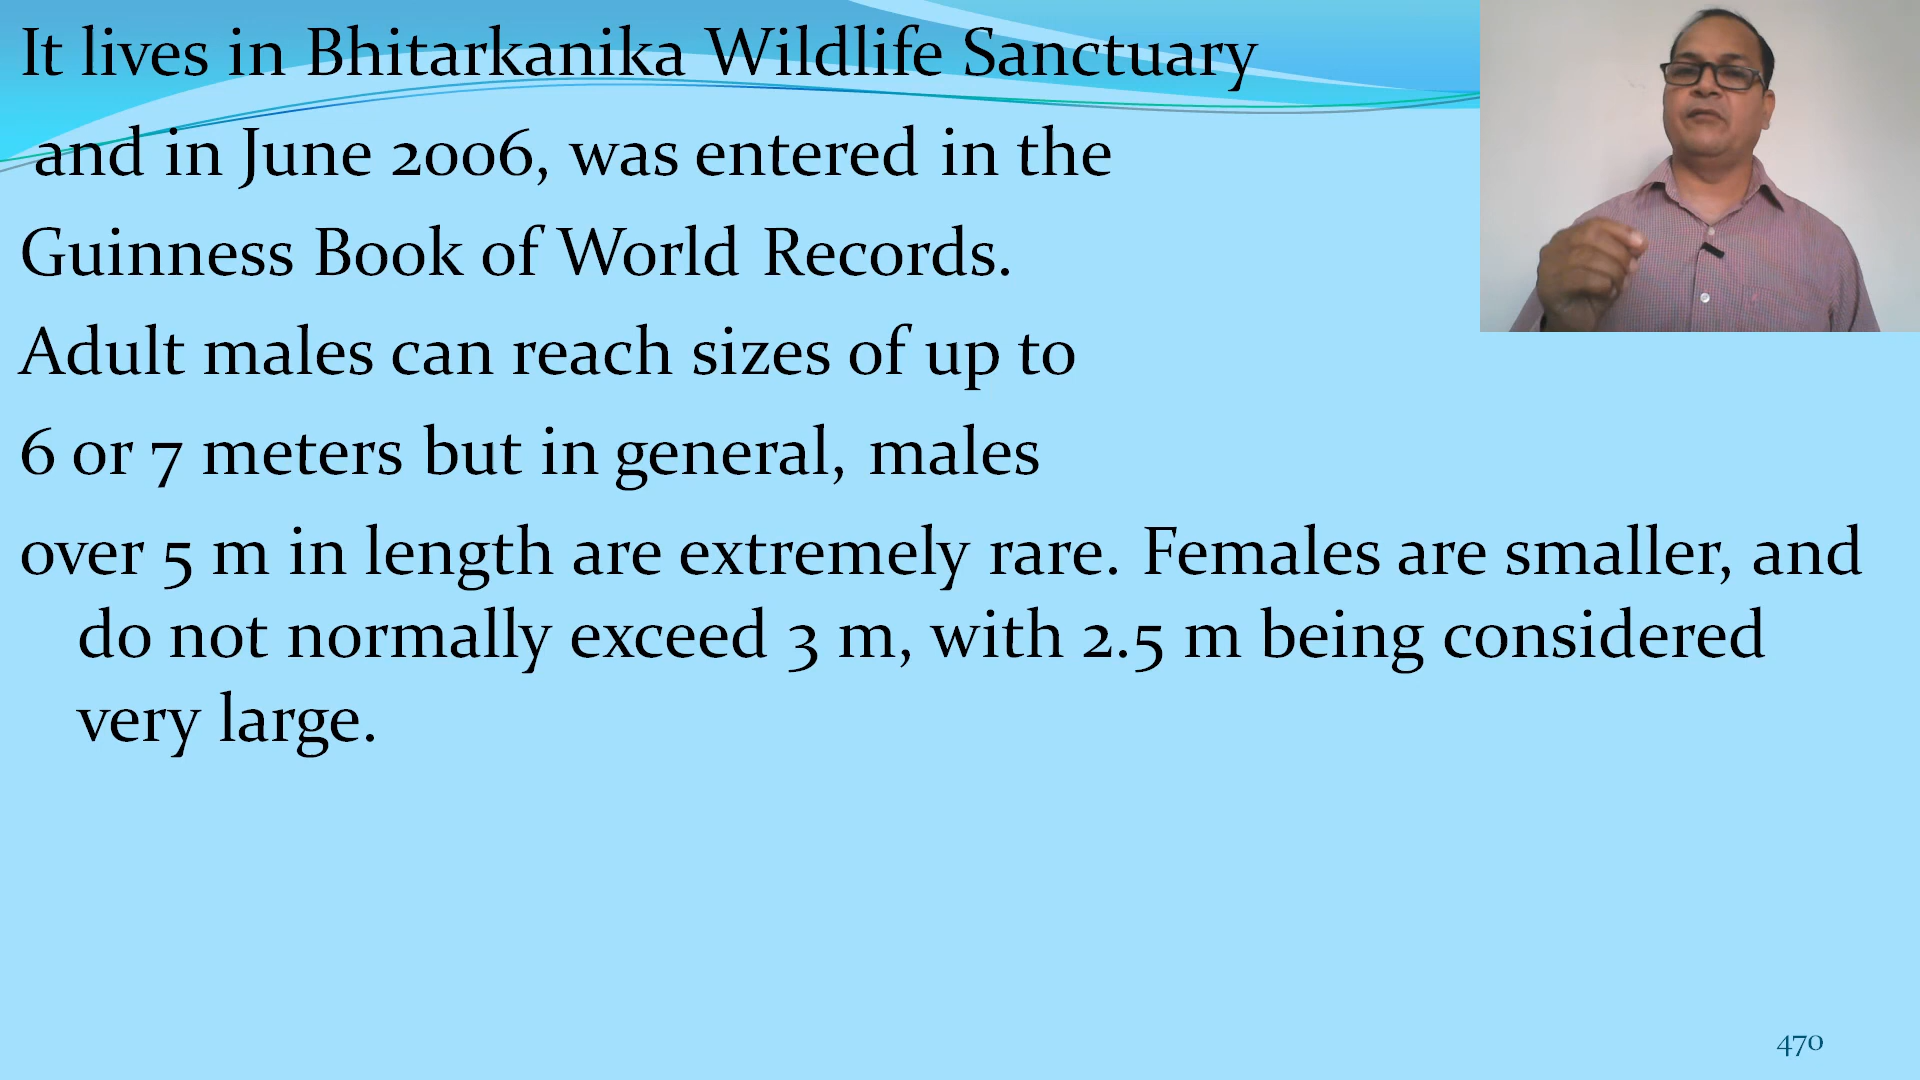 It lives in Bhitarkanika Wildlife Sanctuary
and in June 2006, was entered in the
Guinness Book of World Records.
Adult males can reach sizes of up to
6 or 7 meters but in general, males
over 5 m in length are extremely rare. Females are smaller, and
do not normally exceed 3 m, with 2.5 m being considered
very large.
470